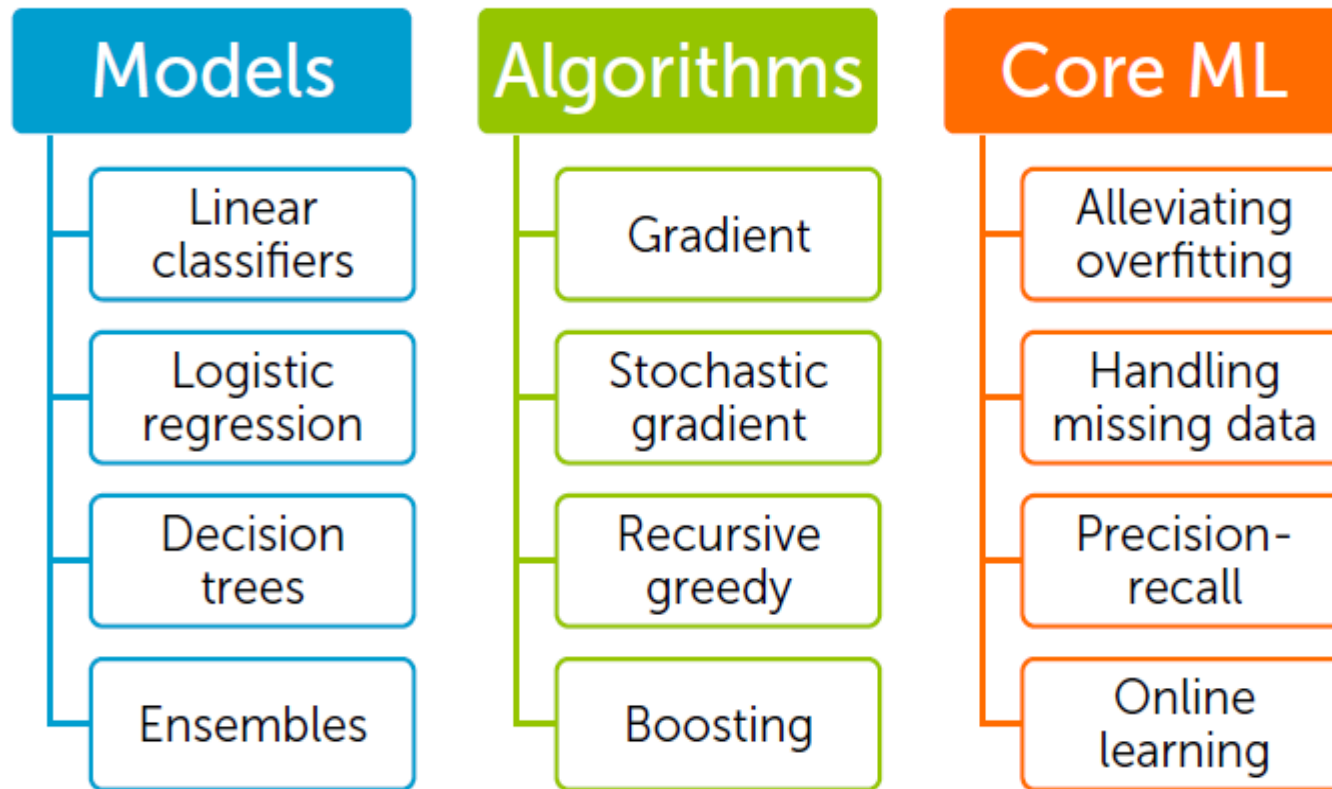 Models
Linear
classifiers
Logistic
regression
Decision
trees
Ensembles
Algorithms
Gradient
Stochastic
gradient
Recursive
greedy
Boosting
Core ML
Alleviating
overfitting
Handling
missing data
Precision-
recall
Online
learning